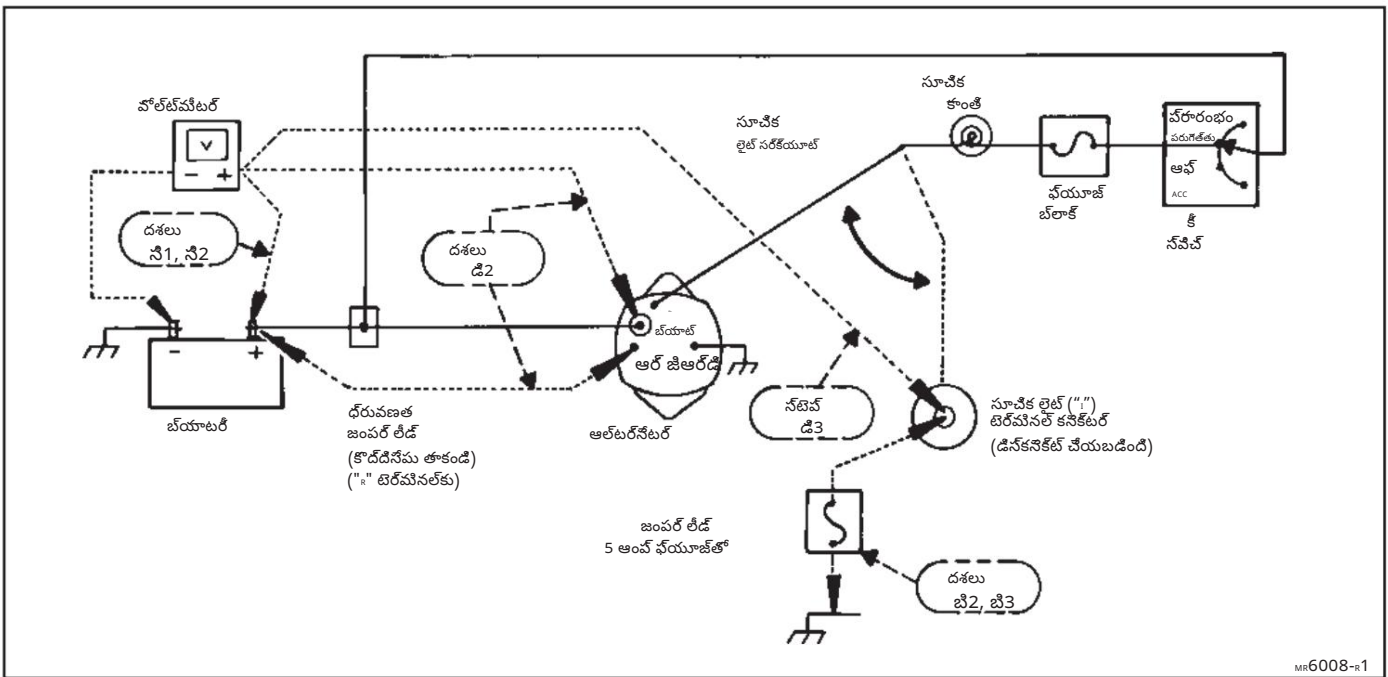 వోల్ట్‌మీటర్
- +
దశలు
సి1, సి2
- +
బ్యాటరీ
ధ్రువణత
జంపర్ లీడ్
(కొద్దిసేపు తాకండి)
("R" టెర్మినల్‌కు)
దశలు
డి2
బ్యాట్
ఆర్ జిఆర్‌డి
ఆల్టర్నేటర్
సూచిక
లైట్ సర్క్యూట్
సూచిక
కాంతి
ఫ్యూజ్
బ్లాక్
ప్రారంభం
పరుగెత్తు
ఆఫ్
ACC
కీ
స్విచ్
స్టెప్
డి3
సూచిక లైట్ ("I")
టెర్మినల్ కనెక్టర్
(డిస్‌కనెక్ట్ చేయబడింది)
జంపర్ లీడ్
5 ఆంప్ ఫ్యూజ్‌తో
దశలు
బి2, బి3
MR6008-R1